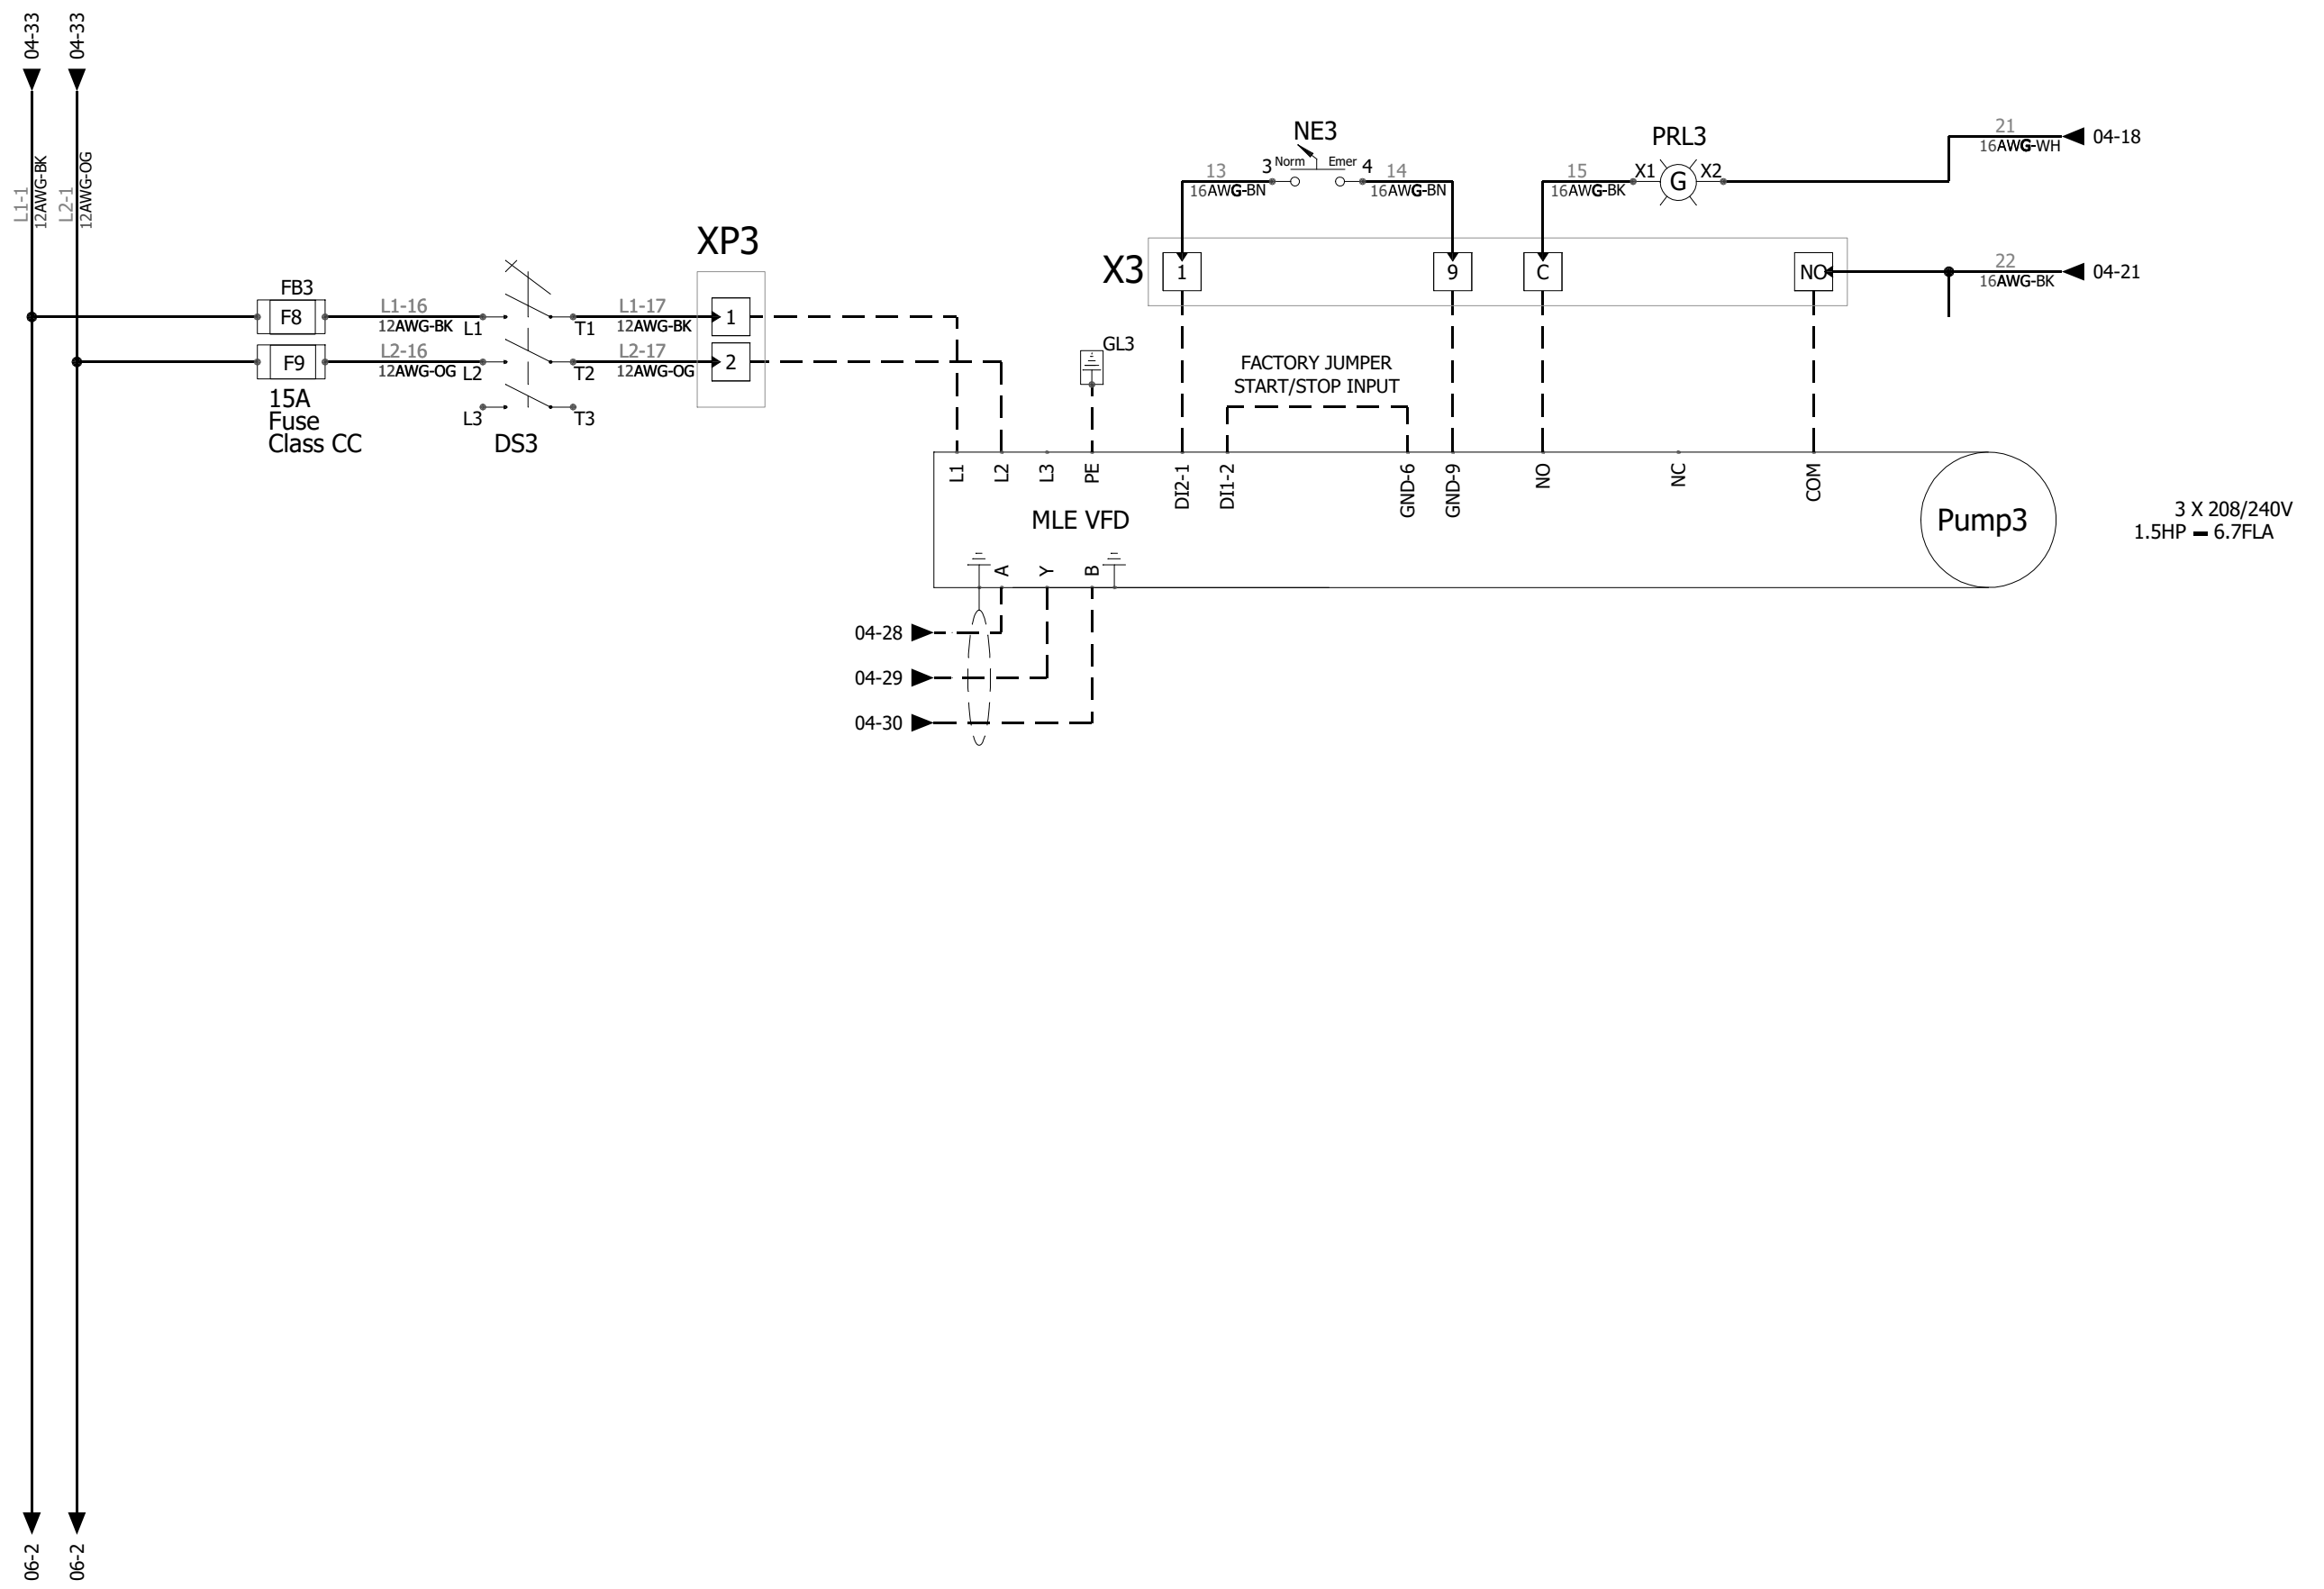 04-33
04-33
L1-1
12AWG-BK
L2-1
12AWG-OG
NE3
3 Norm Emer 4
13
16AWG-BN
14
16AWG-BN
PRL3
15
16AWG-BK
X1 G X2
21
16AWG-WH
04-18
X3
1
9
C
NO
22
16AWG-BK
04-21
XP3
FB3
F8
L1-16
12AWG-BK
L1
T1
L1-17
12AWG-BK
1
F9
L2-16
12AWG-OG
L2
T2
L2-17
12AWG-OG
2
15A
Fuse
Class CC
L3
T3
DS3
GL3
FACTORY JUMPER
START/STOP INPUT
L1
L2
L3
PE
DI2-1
DI1-2
GND-6
GND-9
NO
NC
COM
MLE VFD
Pump3
3 X 208/240V
1.5HP - 6.7FLA
A
Y
B
04-28
04-29
04-30
06-2
06-2